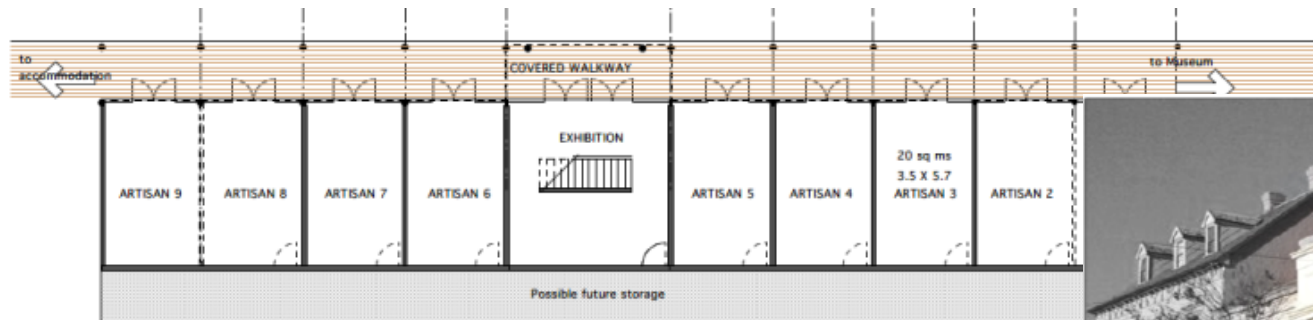 to
accommodation
COVERED WALKWAY
to Museum
EXHIBITION
20 sq ms
3.5 X 5.7
ARTISAN 9
ARTISAN 8
ARTISAN 7
ARTISAN 6
ARTISAN 5
ARTISAN 4
ARTISAN 3
ARTISAN 2
Possible future storage